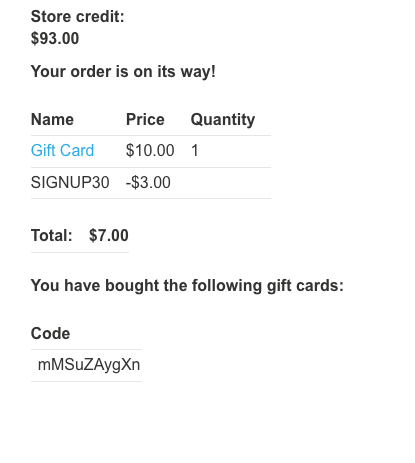 Store credit:
$93.00
Your order is on its way!
Name Price Quantity
Gift Card $10.00 1
SIGNUP30 -$3.00
Total: $7.00
You have bought the following gift cards:
Code
mMSuZAygXn